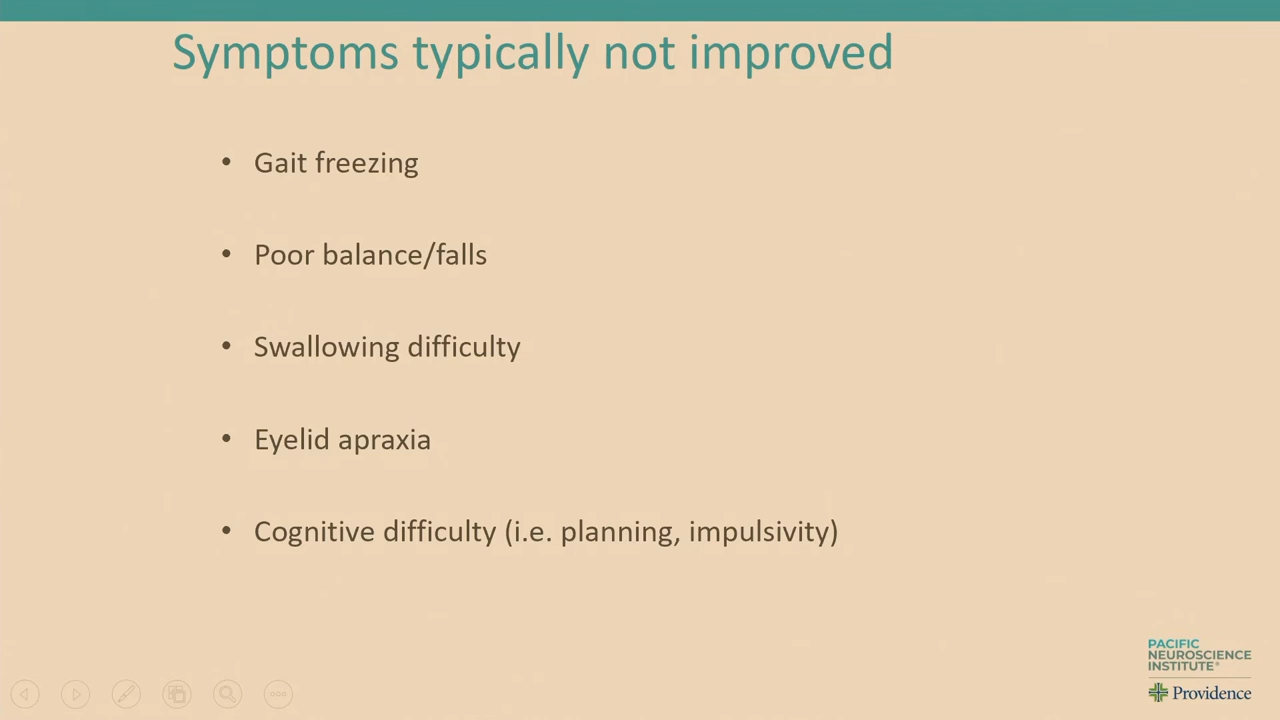 Symptoms typically not improved
• Gait freezing
• Poor balance/falls
• Swallowing difficulty
• Eyelid apraxia
• Cognitive difficulty (i.e. planning, impulsivity)
PACIFIC
NEUROSCIENCE
INSTITUTE®
Providence